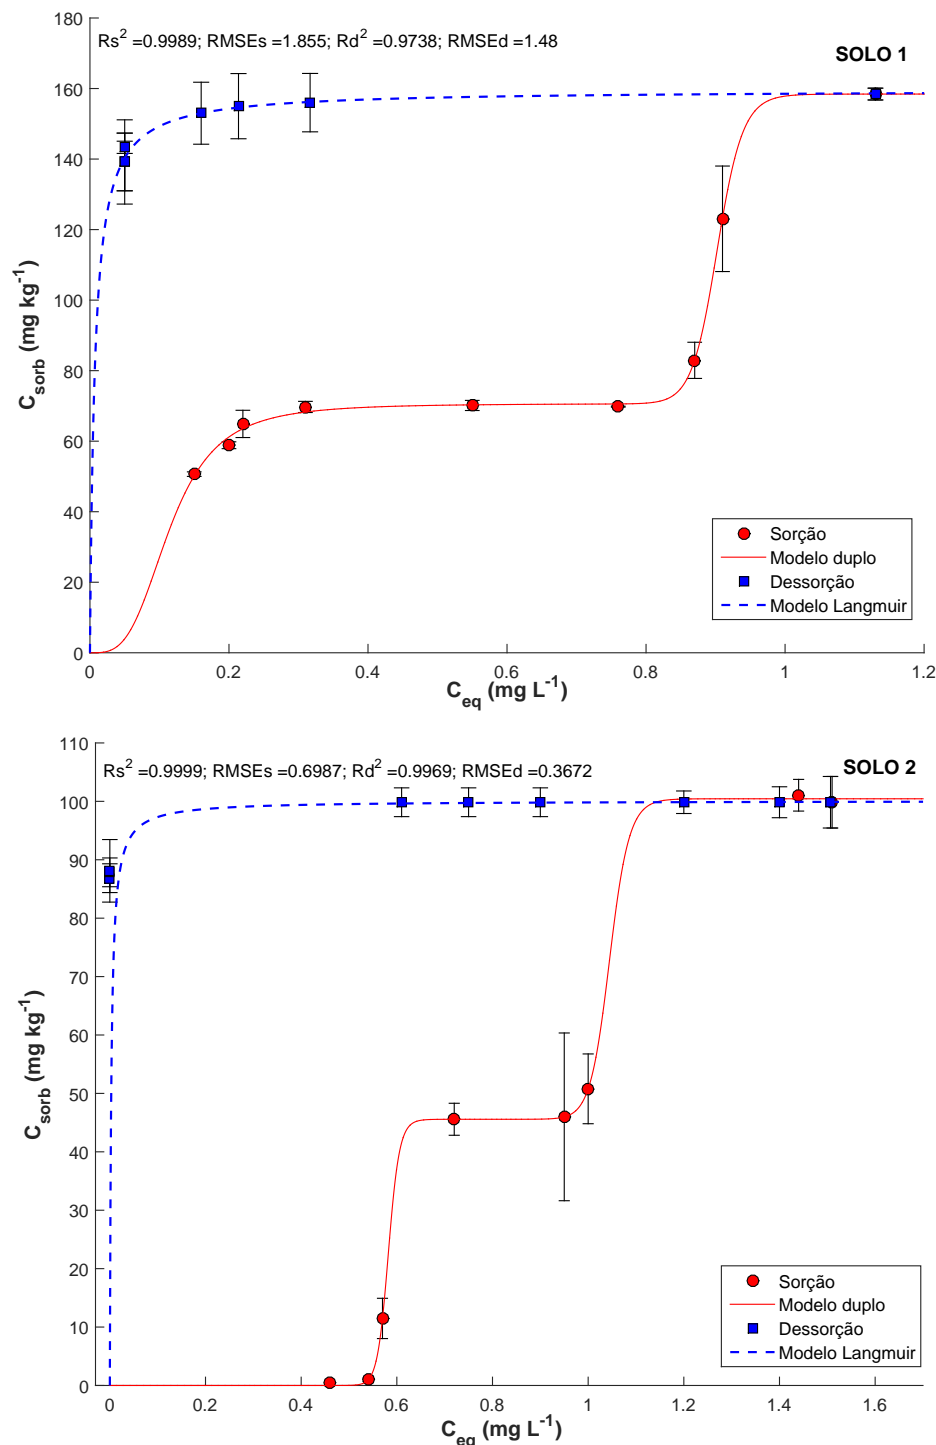 Rs² =0.9989; RMSEs =1.855; Rd² =0.9738; RMSEd =1.48
SOLO 1
180
160
140
120
100
80
60
40
20
0
C_sorb (mg kg⁻¹)
Sorção
Modelo duplo
Dessorção
Modelo Langmuir
0 0.2 0.4 0.6 0.8 1 1.2
C_eq (mg L⁻¹)
Rs² =0.9999; RMSEs =0.6987; Rd² =0.9969; RMSEd =0.3672
SOLO 2
110
100
90
80
70
60
50
40
30
20
10
0
C_sorb (mg kg⁻¹)
Sorção
Modelo duplo
Dessorção
Modelo Langmuir
0 0.2 0.4 0.6 0.8 1 1.2 1.4 1.6
C_eq (mg L⁻¹)